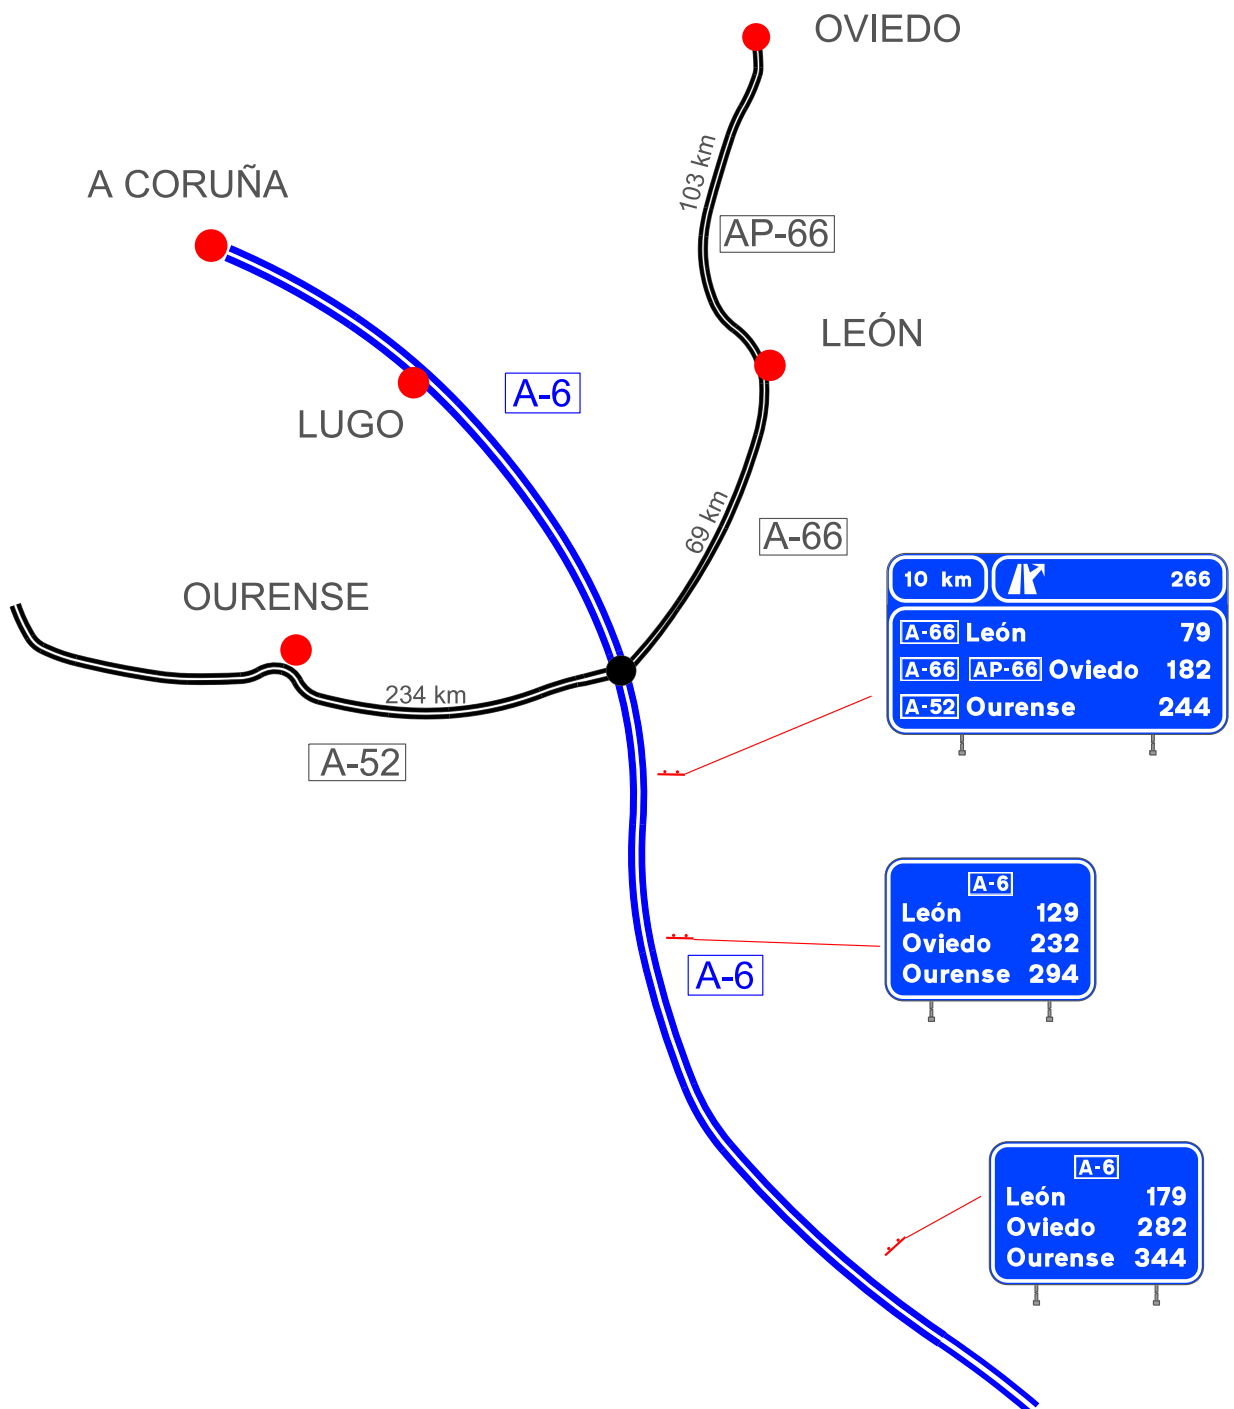 OVIEDO
A CORUÑA
103 km
AP-66
LEÓN
A-6
LUGO
69 km
A-66
OURENSE
234 km
A-52
10 km 266
A-66 León 79
A-66 AP-66 Oviedo 182
A-52 Ourense 244
A-6
León 129
Oviedo 232
Ourense 294
A-6
A-6
León 179
Oviedo 282
Ourense 344